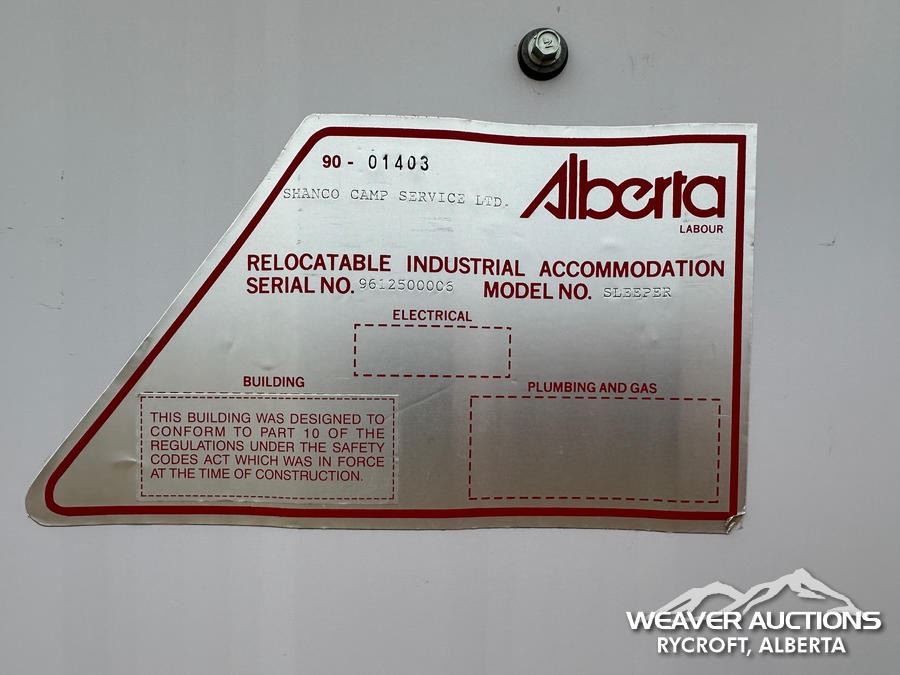 2
90 - 01403
SHANCO CAMP SERVICE LTD.
Alberta
LABOUR
RELOCATABLE INDUSTRIAL ACCOMMODATION
SERIAL NO. 9612500006 MODEL NO. SLEEPER
ELECTRICAL
BUILDING
PLUMBING AND GAS
THIS BUILDING WAS DESIGNED TO
CONFORM TO PART 10 OF THE
REGULATIONS UNDER THE SAFETY
CODES ACT WHICH WAS IN FORCE
AT THE TIME OF CONSTRUCTION.
WEAVER AUCTIONS
RYCROFT, ALBERTA